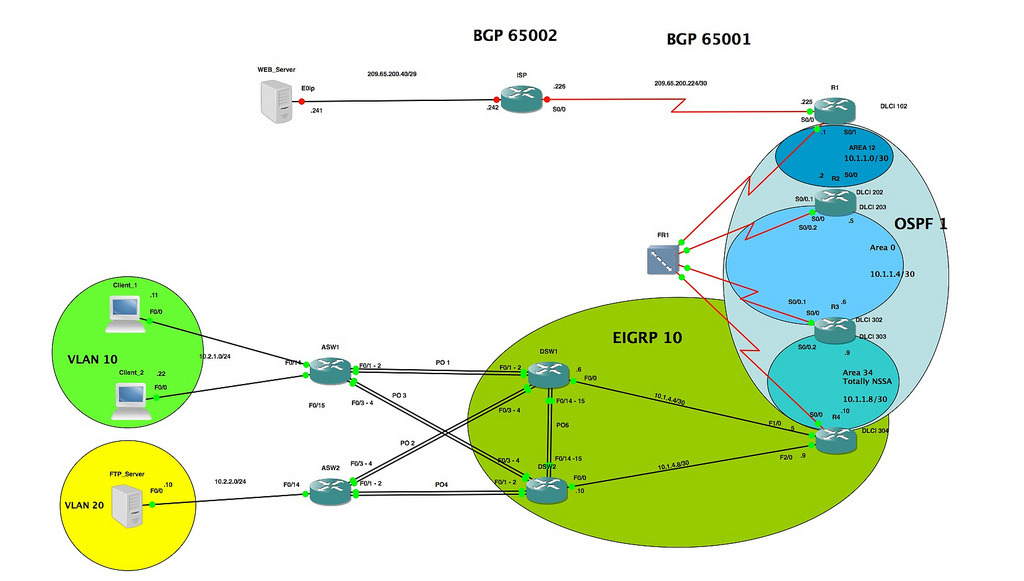 BGP 65002
BGP 65001
WEB_Server
209.65.200.40/29
ISP
209.65.200.224/30
E0Ip
.241
.242
.226
S0/0
.225
S0/0
R1
DLCI 102
.1
S0/1
AREA 12
10.1.1.0/30
.2
R2
S0/0
DLCI 202
DLCI 203
S0/0.1
S0/0
S0/0.2
.5
OSPF 1
FR1
Area 0
10.1.1.4/30
S0/0.1
R3
.6
DLCI 302
DLCI 303
S0/0.2
.9
Area 34
Totally NSSA
10.1.1.8/30
S0/0
.10
R4
DLCI 304
F1/0
.5
F2/0
.9
EIGRP 10
Client_1
.11
F0/0
VLAN 10
10.2.1.0/24
Client_2
.22
F0/0
ASW1
F0/14
F0/1 - 2
PO 1
F0/15
F0/3 - 4
PO 3
DSW1
F0/1 - 2
.6
F0/0
F0/3 - 4
F0/14 - 15
10.1.4.4/30
PO6
PO 2
F0/3 - 4
F0/14 -15
DSW2
F0/1 - 2
F0/0
.10
10.1.4.8/30
FTP_Server
.10
F0/0
VLAN 20
10.2.2.0/24
ASW2
F0/14
F0/3 - 4
F0/1 - 2
PO4